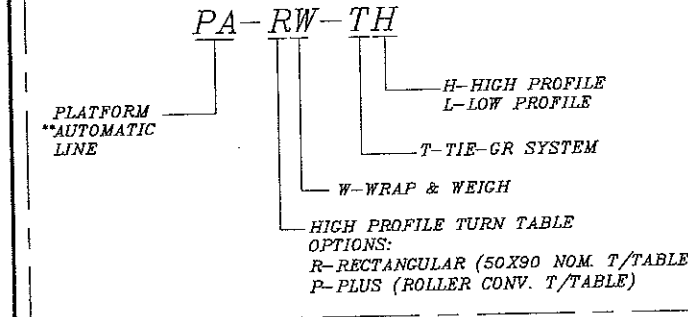 PA-RW-TH
H-HIGH PROFILE
L-LOW PROFILE
PLATFORM
**AUTOMATIC
LINE
T-TIE-GR SYSTEM
W-WRAP & WEIGH
HIGH PROFILE TURN TABLE
OPTIONS:
R-RECTANGULAR (50X90 NOM. T/TABLE
P-PLUS (ROLLER CONV. T/TABLE)